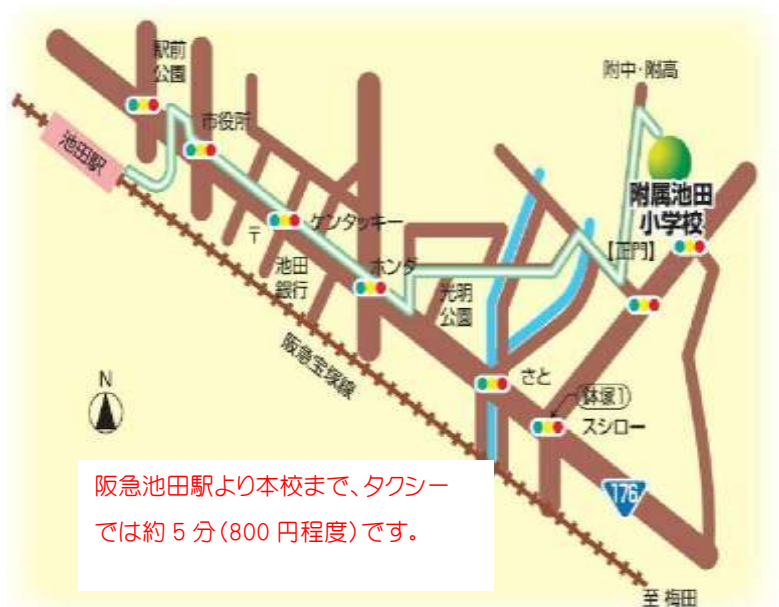 駅前
公園
附中・附高
市役所
池田駅
附属池田
小学校
【正門】
ケンタッキー
〒
池田
銀行
ホンダ
光明
公園
阪急宝塚線
さと
鉢塚1
スシロー
N
176
阪急池田駅より本校まで、タクシー
では約5分(800円程度)です。
至 梅田